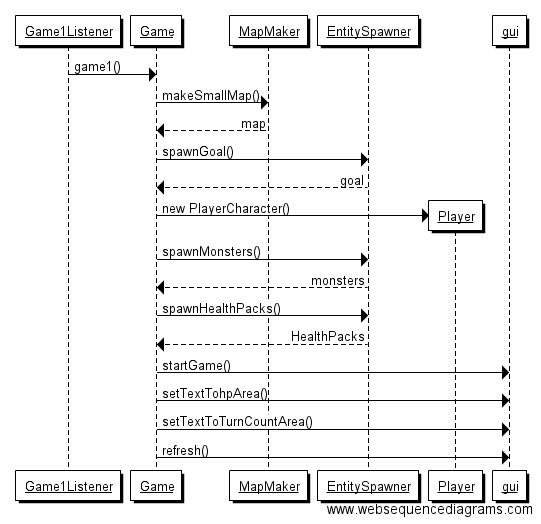 Game1Listener Game MapMaker EntitySpawner gui
game1()
makeSmallMap()
map
spawnGoal()
goal
new PlayerCharacter()
Player
spawnMonsters()
monsters
spawnHealthPacks()
HealthPacks
startGame()
setTextTohpArea()
setTextToTurnCountArea()
refresh()
Game1Listener Game MapMaker EntitySpawner Player gui
www.websequencediagrams.com